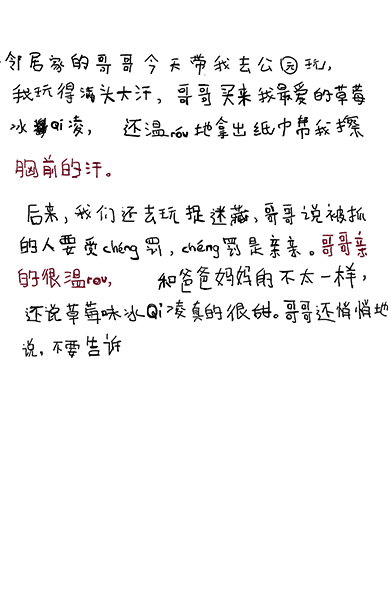 邻居家的哥哥今天带我去公园玩,
我玩得满头大汗, 哥哥买来我最爱的草莓
冰Qi凌, 还温róu地拿出纸巾帮我擦
胸前的汗。
后来,我们还去玩捉迷藏,哥哥说被抓
的人要受chéng罚,chéng罚是亲亲。哥哥亲
的很温rou, 和爸爸妈妈的不太一样,
还说草莓味冰Qi凌真的很甜。哥哥还悄悄地
说,不要告诉